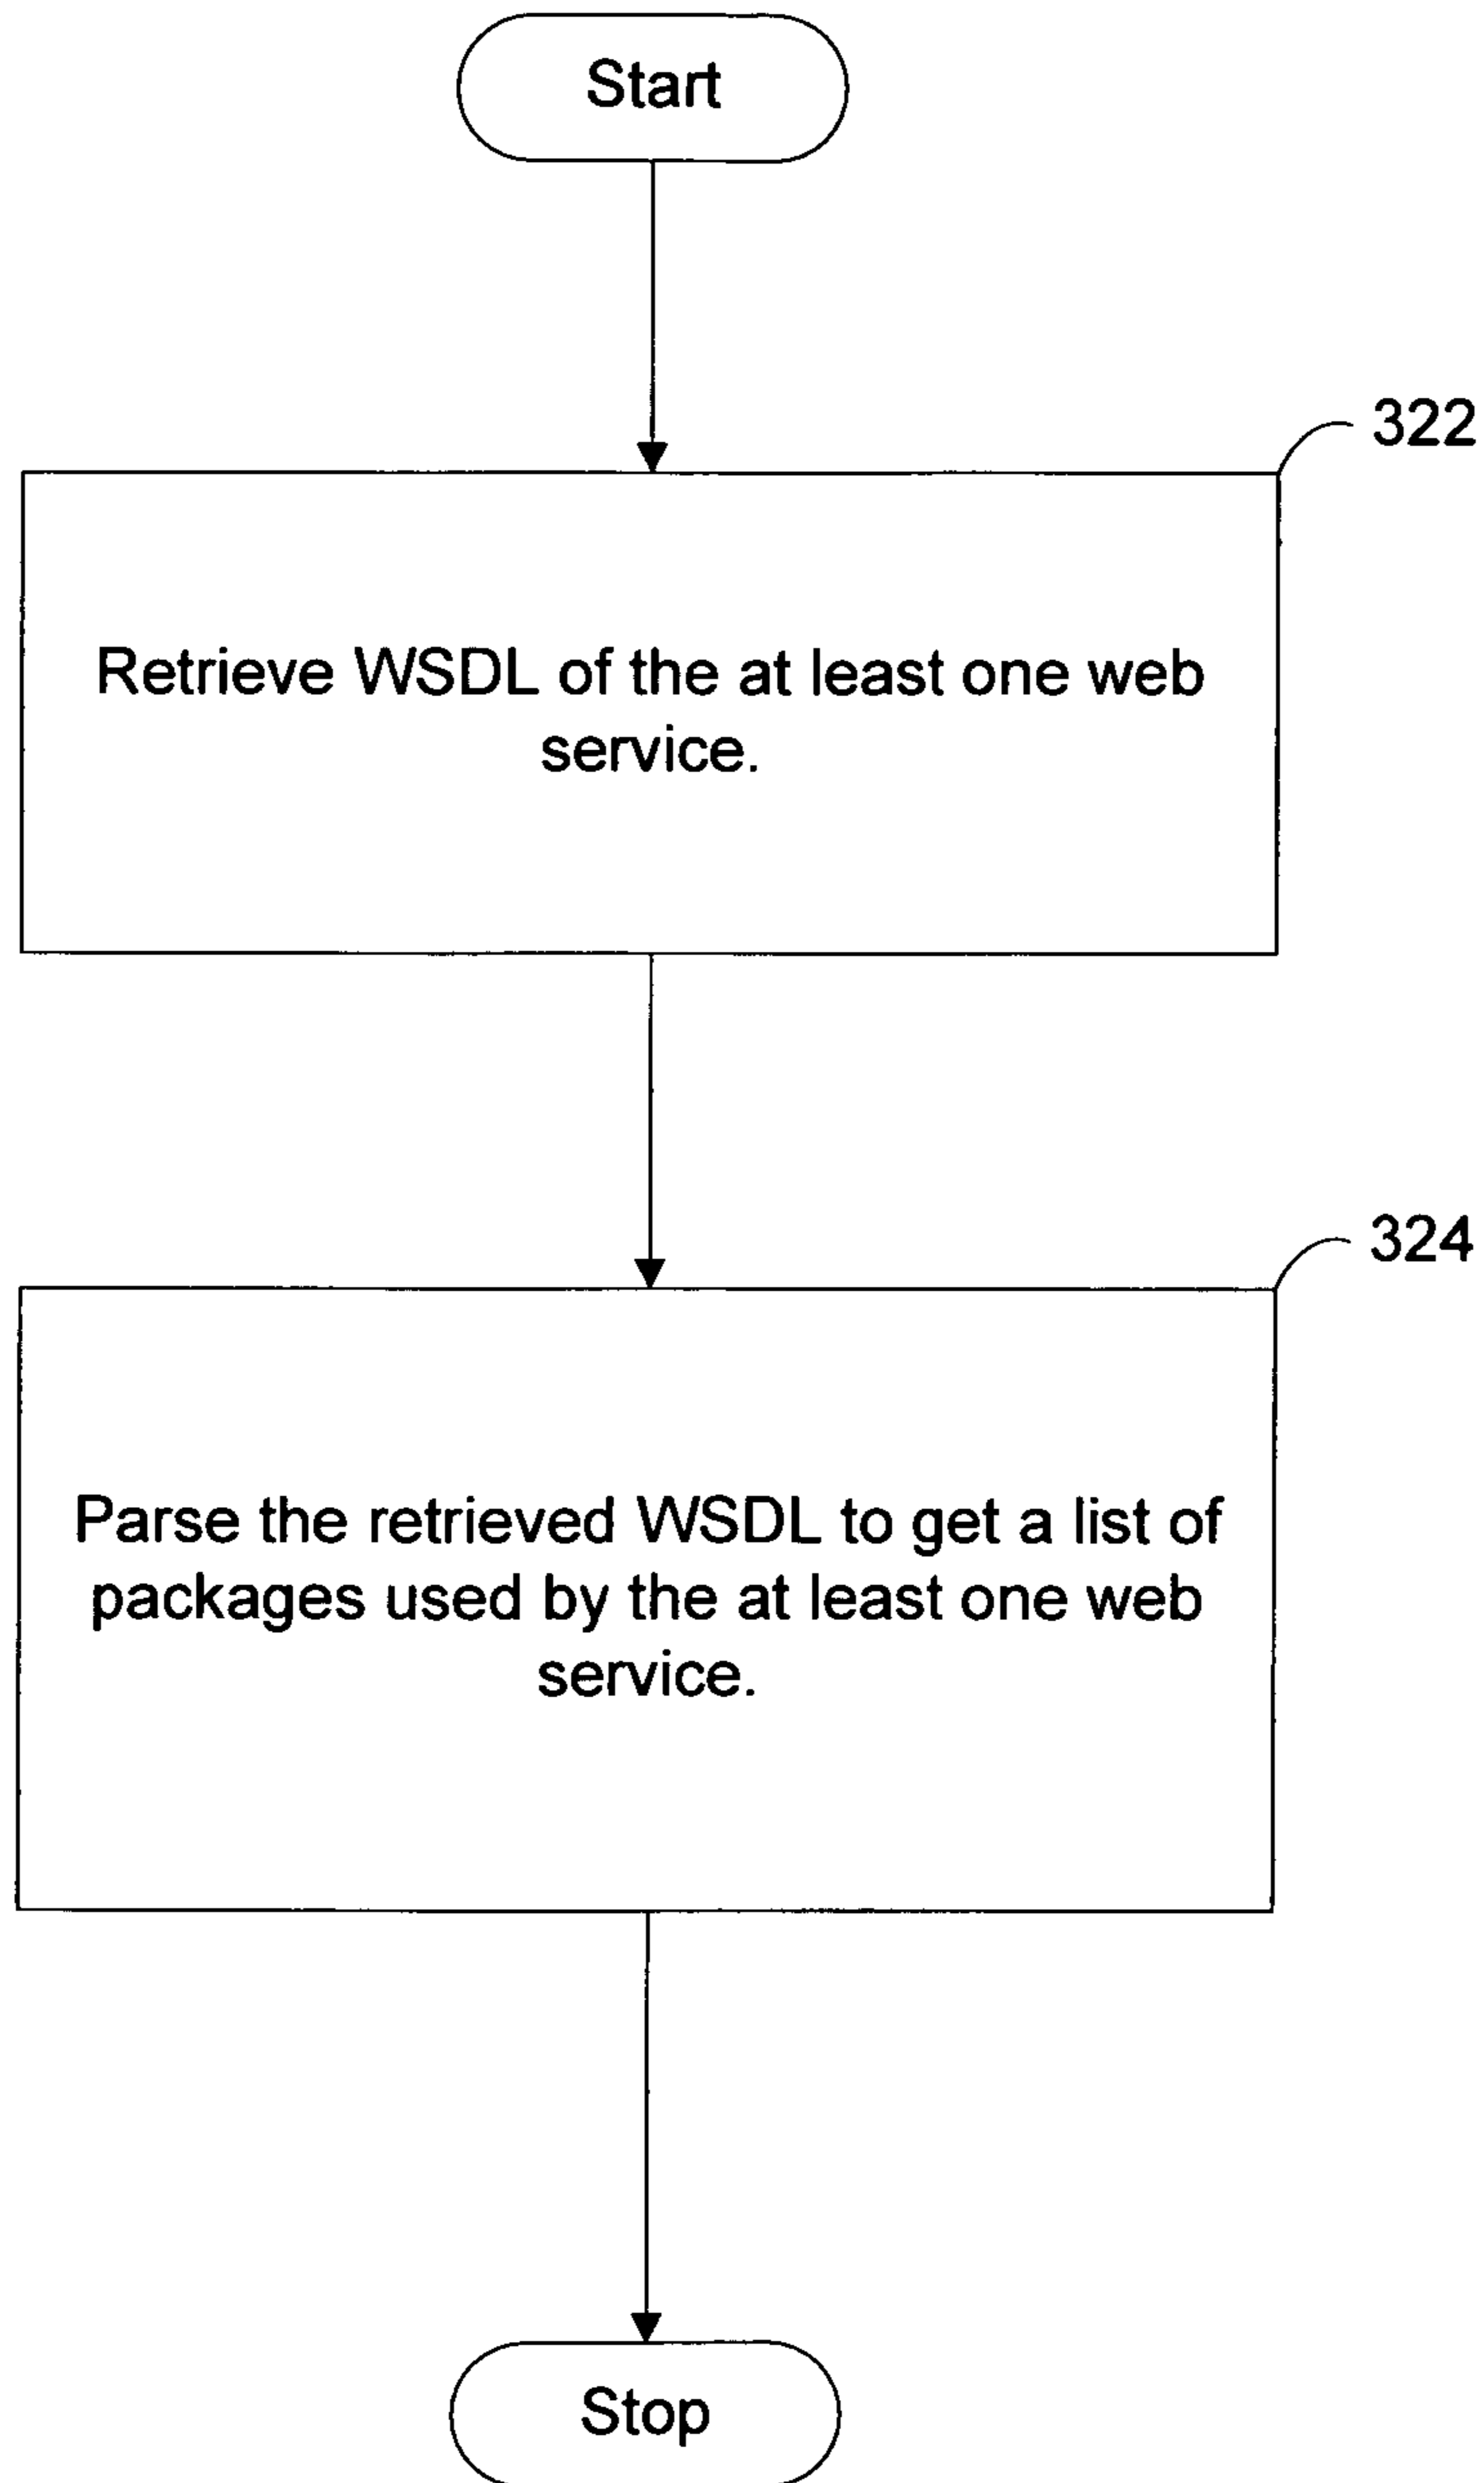 Start
322
Retrieve WSDL of the at least one web
service.
324
Parse the retrieved WSDL to get a list of
packages used by the at least one web
service.
Stop